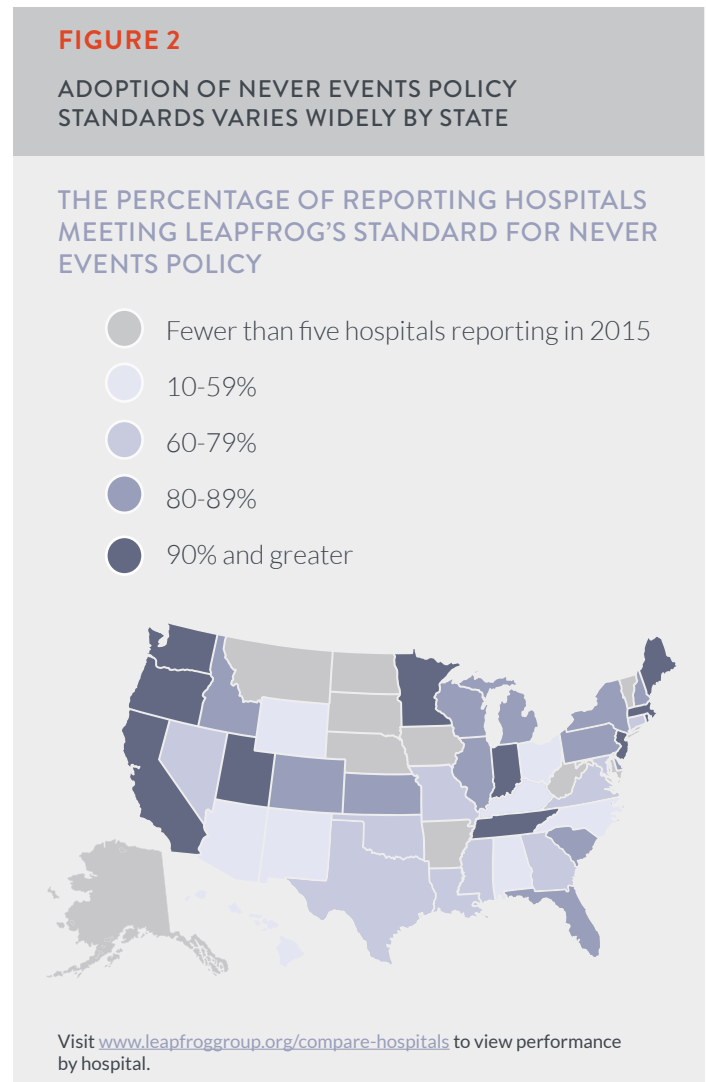 FIGURE 2
ADOPTION OF NEVER EVENTS POLICY
STANDARDS VARIES WIDELY BY STATE
THE PERCENTAGE OF REPORTING HOSPITALS
MEETING LEAPFROG’S STANDARD FOR NEVER
EVENTS POLICY
Fewer than five hospitals reporting in 2015
10-59%
60-79%
80-89%
90% and greater
Visit www.leapfroggroup.org/compare-hospitals to view performance
by hospital.